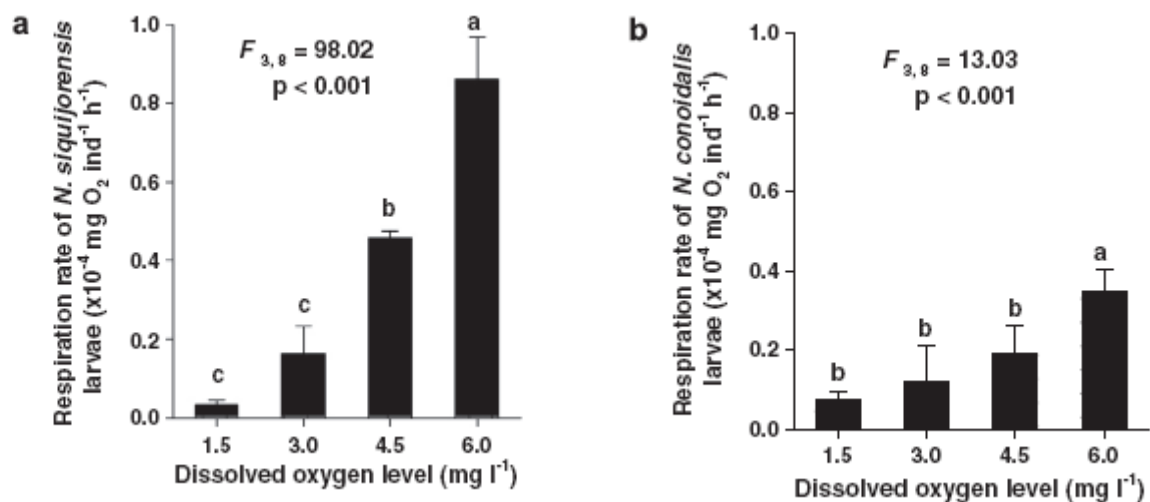 a
Respiration rate of N. siquijorensis
larvae (x10⁻⁴ mg O₂ ind⁻¹ h⁻¹)
1.0
0.8
0.6
0.4
0.2
0.0
F 3, 8 = 98.02
p < 0.001
c
c
b
a
1.5 3.0 4.5 6.0
Dissolved oxygen level (mg l⁻¹)
b
Respiration rate of N. conoidalis
larvae (x10⁻⁴ mg O₂ ind⁻¹ h⁻¹)
1.0
0.8
0.6
0.4
0.2
0.0
F 3, 8 = 13.03
p < 0.001
b
b
b
a
1.5 3.0 4.5 6.0
Dissolved oxygen level (mg l⁻¹)